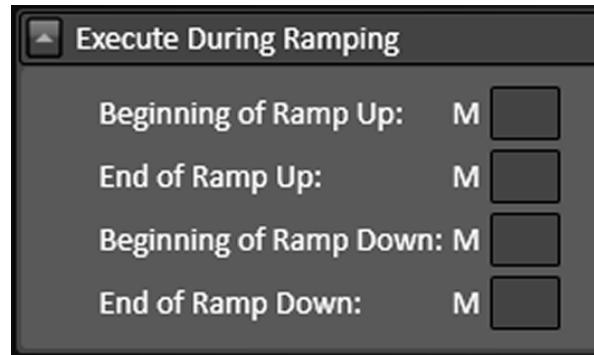 Execute During Ramping
Beginning of Ramp Up: M
End of Ramp Up: M
Beginning of Ramp Down: M
End of Ramp Down: M